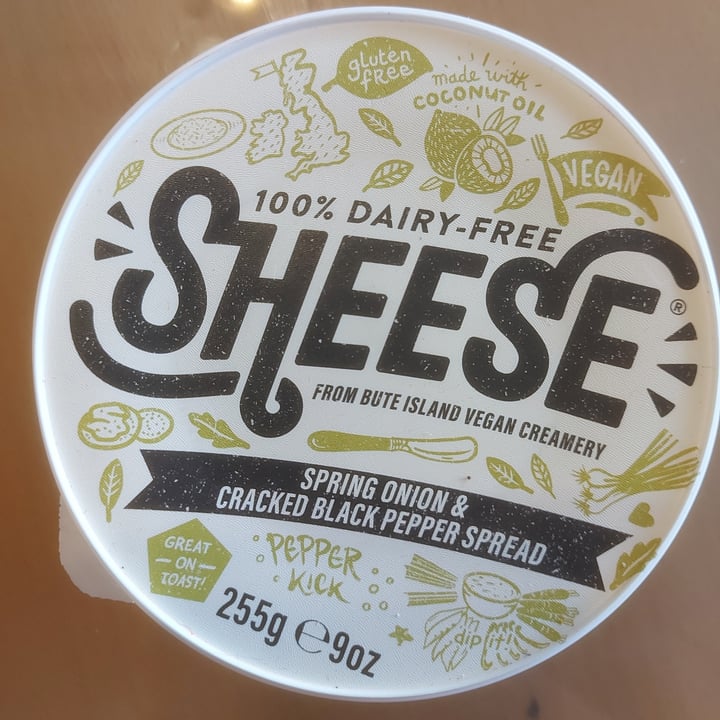 gluten
free
made with
COCONUT OIL
VEGAN
100% DAIRY-FREE
SHEESE®
FROM BUTE ISLAND VEGAN CREAMERY
SPRING ONION &
CRACKED BLACK PEPPER SPREAD
GREAT
ON
TOAST!
PEPPER
KICK
255g ℮ 9oz
dip it!